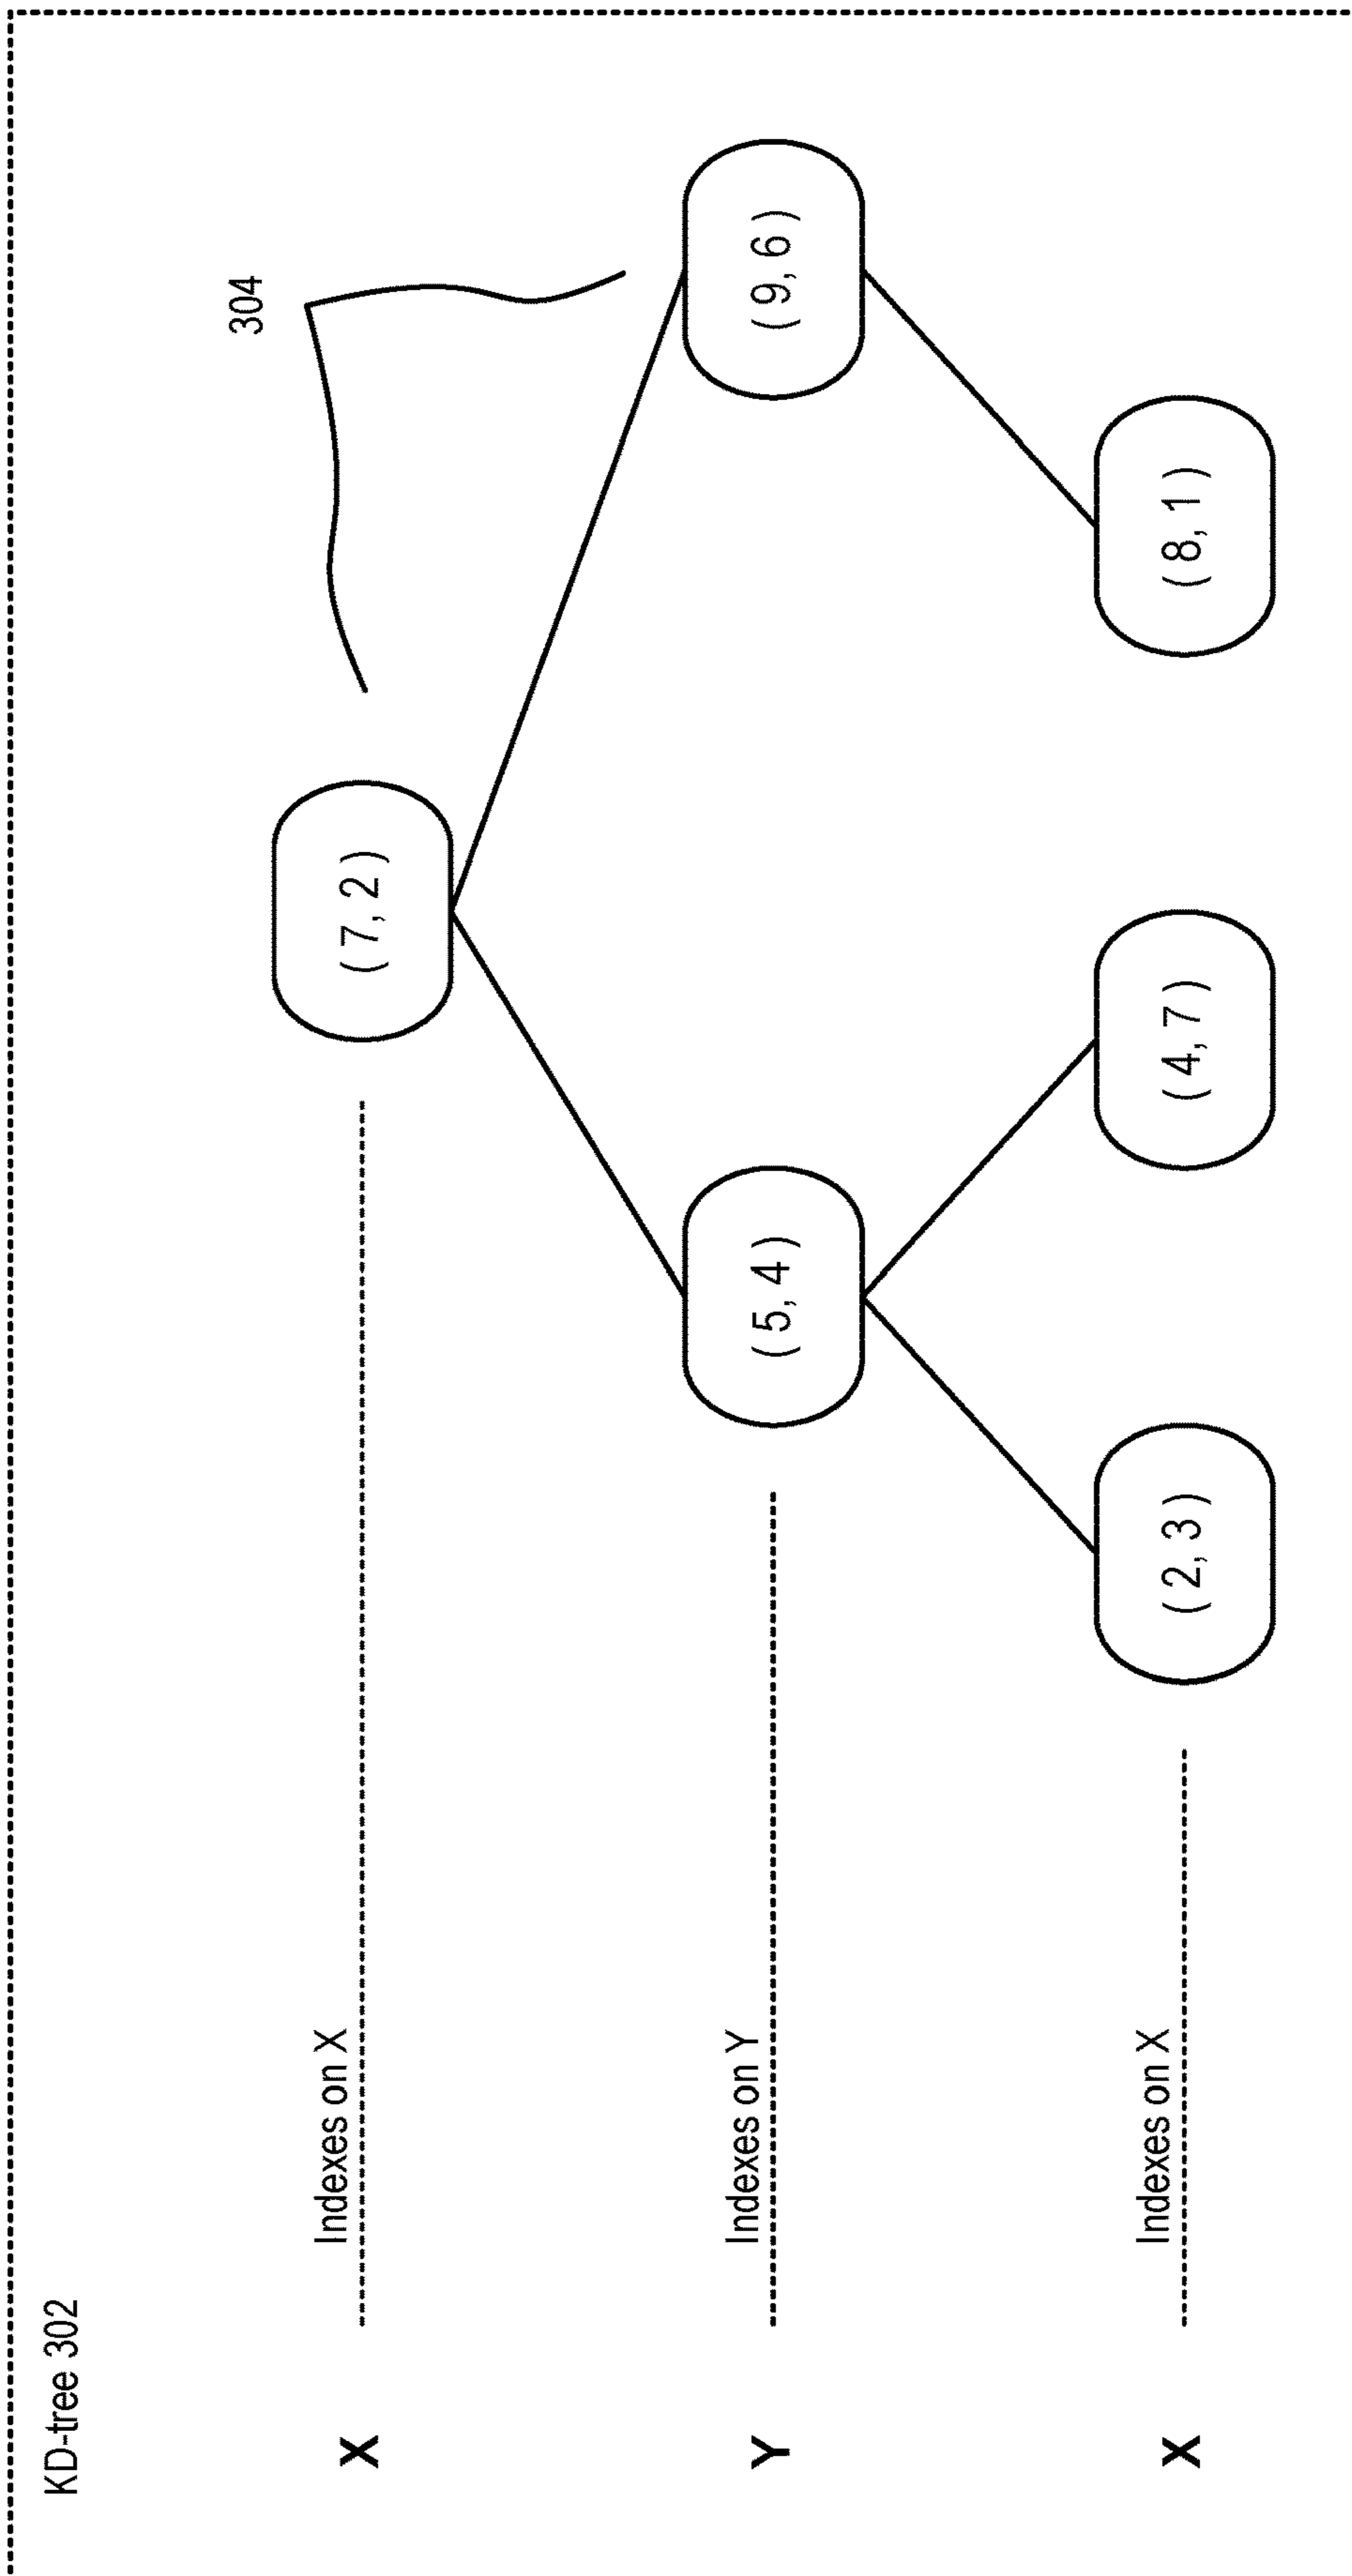 KD-tree 302
304
X
Indexes on X
( 7, 2 )
Y
Indexes on Y
( 5, 4 )
( 9, 6 )
X
Indexes on X
( 2, 3 )
( 4, 7 )
( 8, 1 )